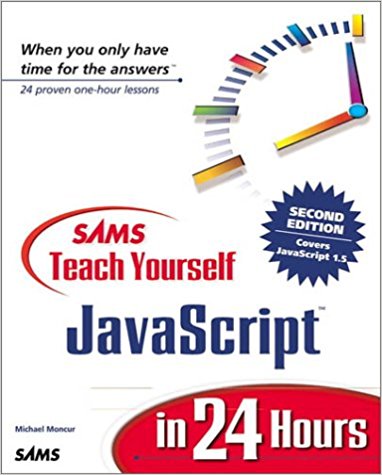 When you only have
time for the answers™
24 proven one-hour lessons
SECOND
EDITION
Covers
JavaScript 1.5
SAMS
Teach Yourself
JavaScript™
in 24 Hours
Michael Moncur
SAMS